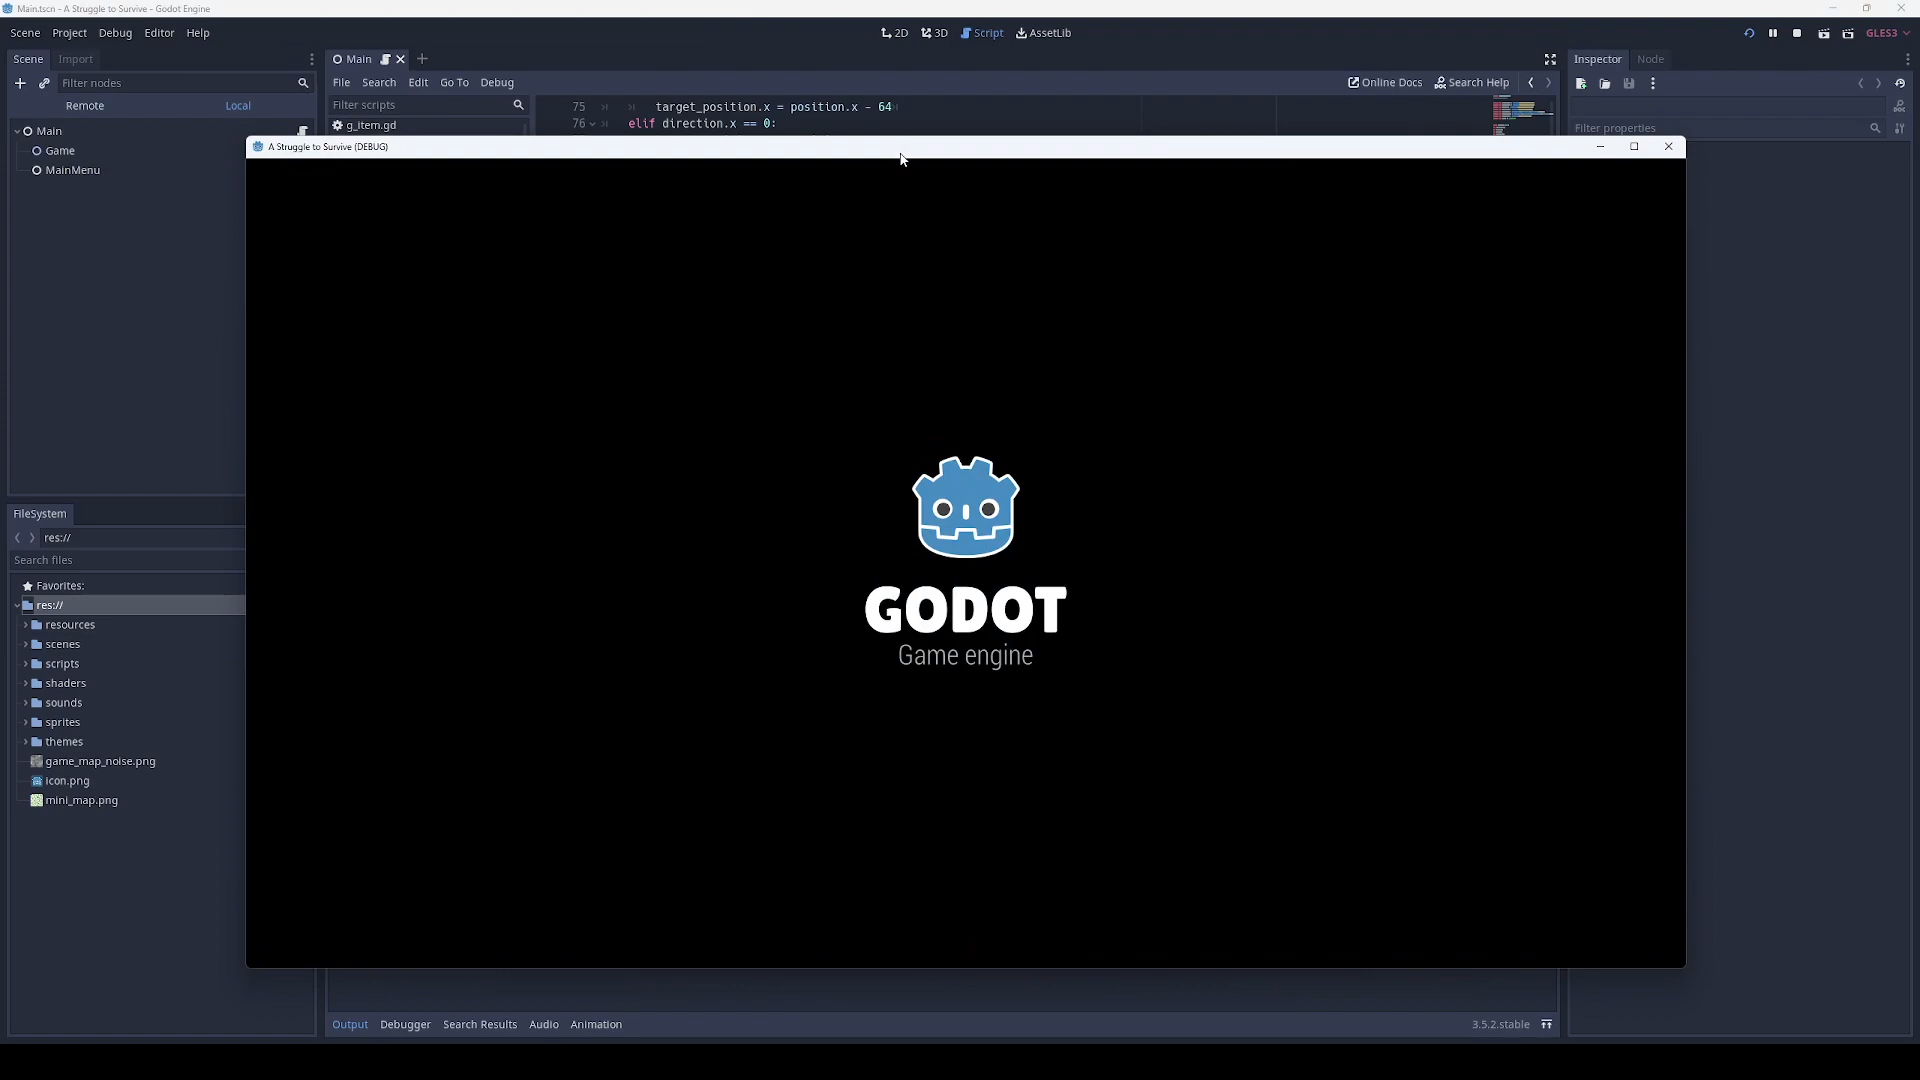 Main.tscn - A Struggle to Survive - Godot Engine
Scene Project Debug Editor Help
2D 3D Script AssetLib
GLES3
Scene Import
Main
Inspector Node
Filter nodes
File Search Edit Go To Debug
Online Docs Search Help
Remote Local
Filter scripts
75 target_position.x = position.x - 64
g_item.gd
76 elif direction.x == 0:
Filter properties
Main
Game
MainMenu
A Struggle to Survive (DEBUG)
GODOT
Game engine
FileSystem
res://
Search files
Favorites:
res://
resources
scenes
scripts
shaders
sounds
sprites
themes
game_map_noise.png
icon.png
mini_map.png
Output Debugger Search Results Audio Animation
3.5.2.stable